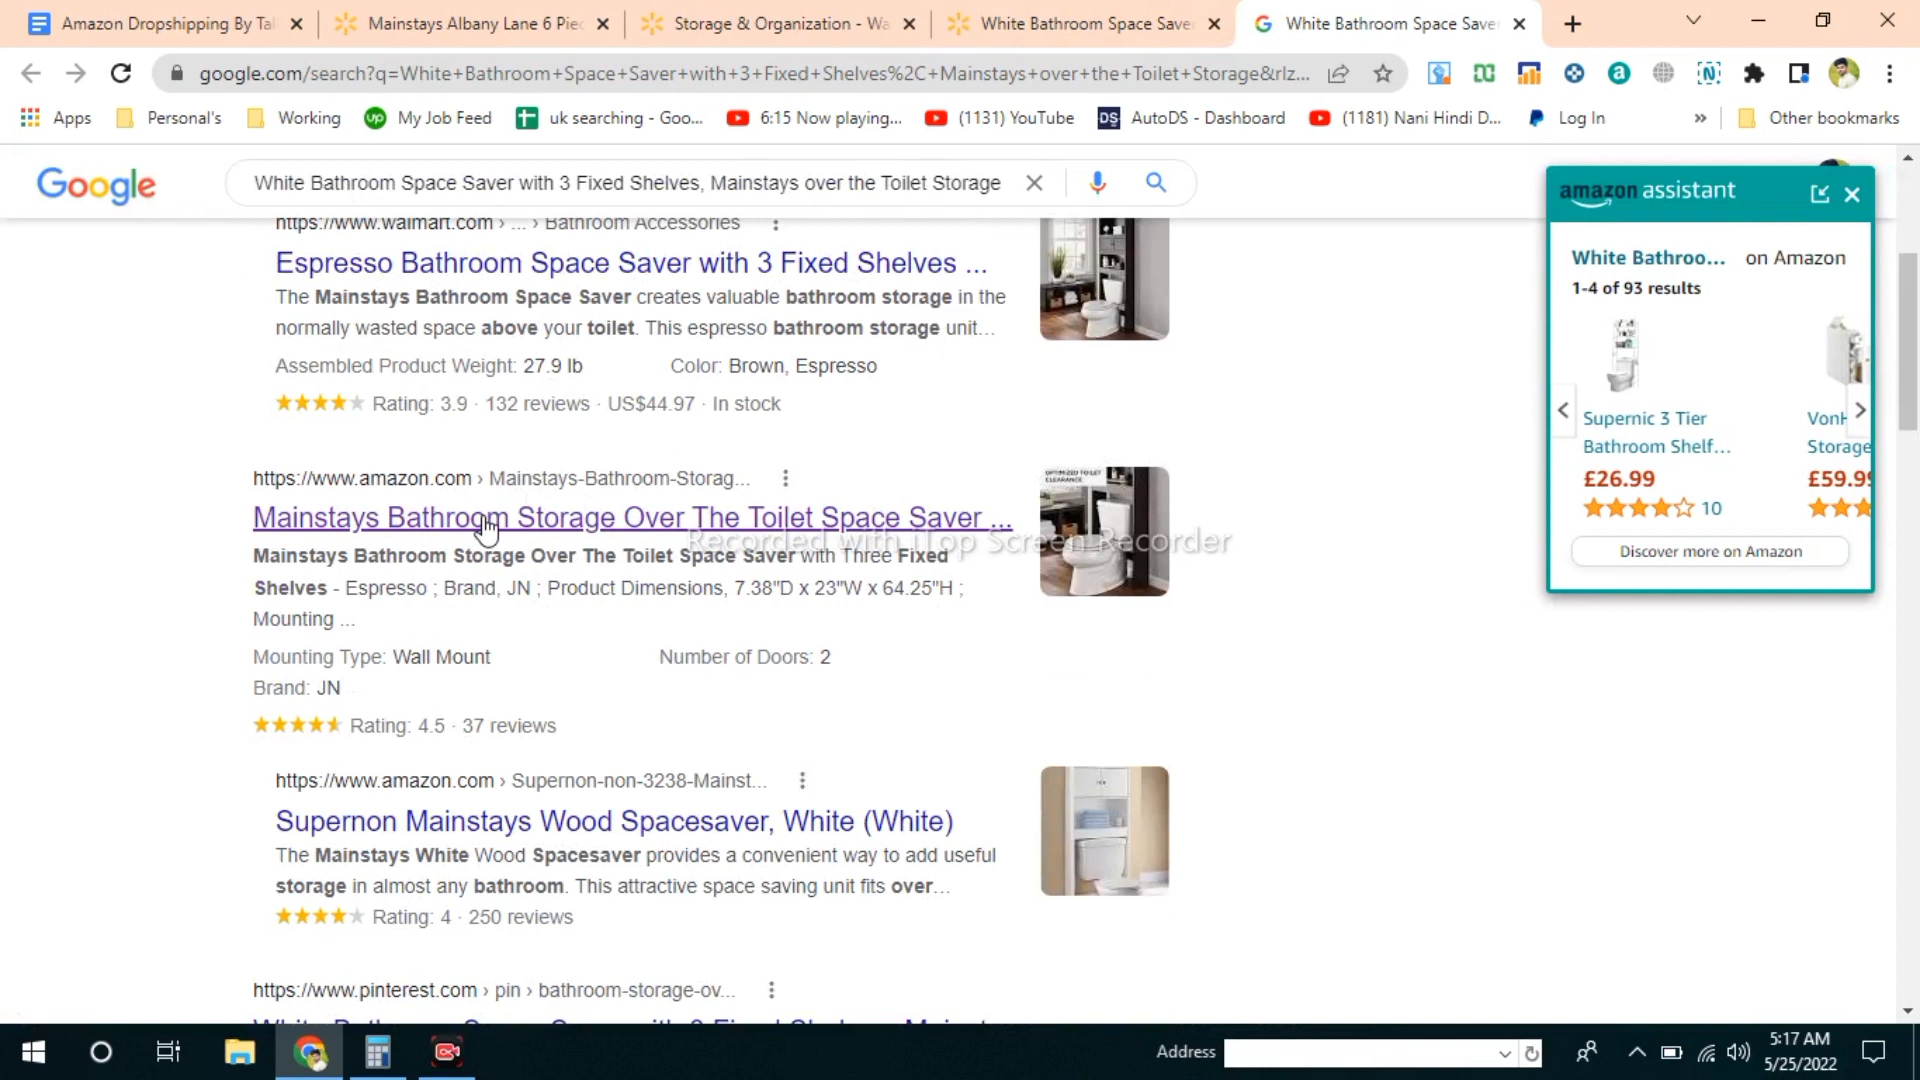 Amazon Dropshipping By Tal
Mainstays Albany Lane 6 Piec
Storage & Organization - Wa
White Bathroom Space Saver
White Bathroom Space Saver
google.com/search?q=White+Bathroom+Space+Saver+with+3+Fixed+Shelves%2C+Mainstays+over+the+Toilet+Storage&rlz...
Apps
Personal's
Working
up My Job Feed
uk searching - Goo...
6:15 Now playing...
(1131) YouTube
DS AutoDS - Dashboard
(1181) Nani Hindi D...
Log In
»
Other bookmarks
Google
White Bathroom Space Saver with 3 Fixed Shelves, Mainstays over the Toilet Storage
https://www.walmart.com › ... › Bathroom Accessories
Espresso Bathroom Space Saver with 3 Fixed Shelves ...
The Mainstays Bathroom Space Saver creates valuable bathroom storage in the
normally wasted space above your toilet. This espresso bathroom storage unit...
Assembled Product Weight: 27.9 lb Color: Brown, Espresso
Rating: 3.9 · 132 reviews · US$44.97 · In stock
https://www.amazon.com › Mainstays-Bathroom-Storag...
Mainstays Bathroom Storage Over The Toilet Space Saver ...
Mainstays Bathroom Storage Over The Toilet Space Saver with Three Fixed
Shelves - Espresso ; Brand, JN ; Product Dimensions, 7.38"D x 23"W x 64.25"H ;
Mounting ...
Mounting Type: Wall Mount Number of Doors: 2
Brand: JN
Rating: 4.5 · 37 reviews
OPTIMIZED TOILET
CLEARANCE
Recorded with iTop Screen Recorder
https://www.amazon.com › Supernon-non-3238-Mainst...
Supernon Mainstays Wood Spacesaver, White (White)
The Mainstays White Wood Spacesaver provides a convenient way to add useful
storage in almost any bathroom. This attractive space saving unit fits over...
Rating: 4 · 250 reviews
https://www.pinterest.com › pin › bathroom-storage-ov...
amazon assistant
White Bathroo... on Amazon
1-4 of 93 results
Supernic 3 Tier
Bathroom Shelf...
£26.99
10
VonH
Storage
£59.99
Discover more on Amazon
Address
5:17 AM
5/25/2022